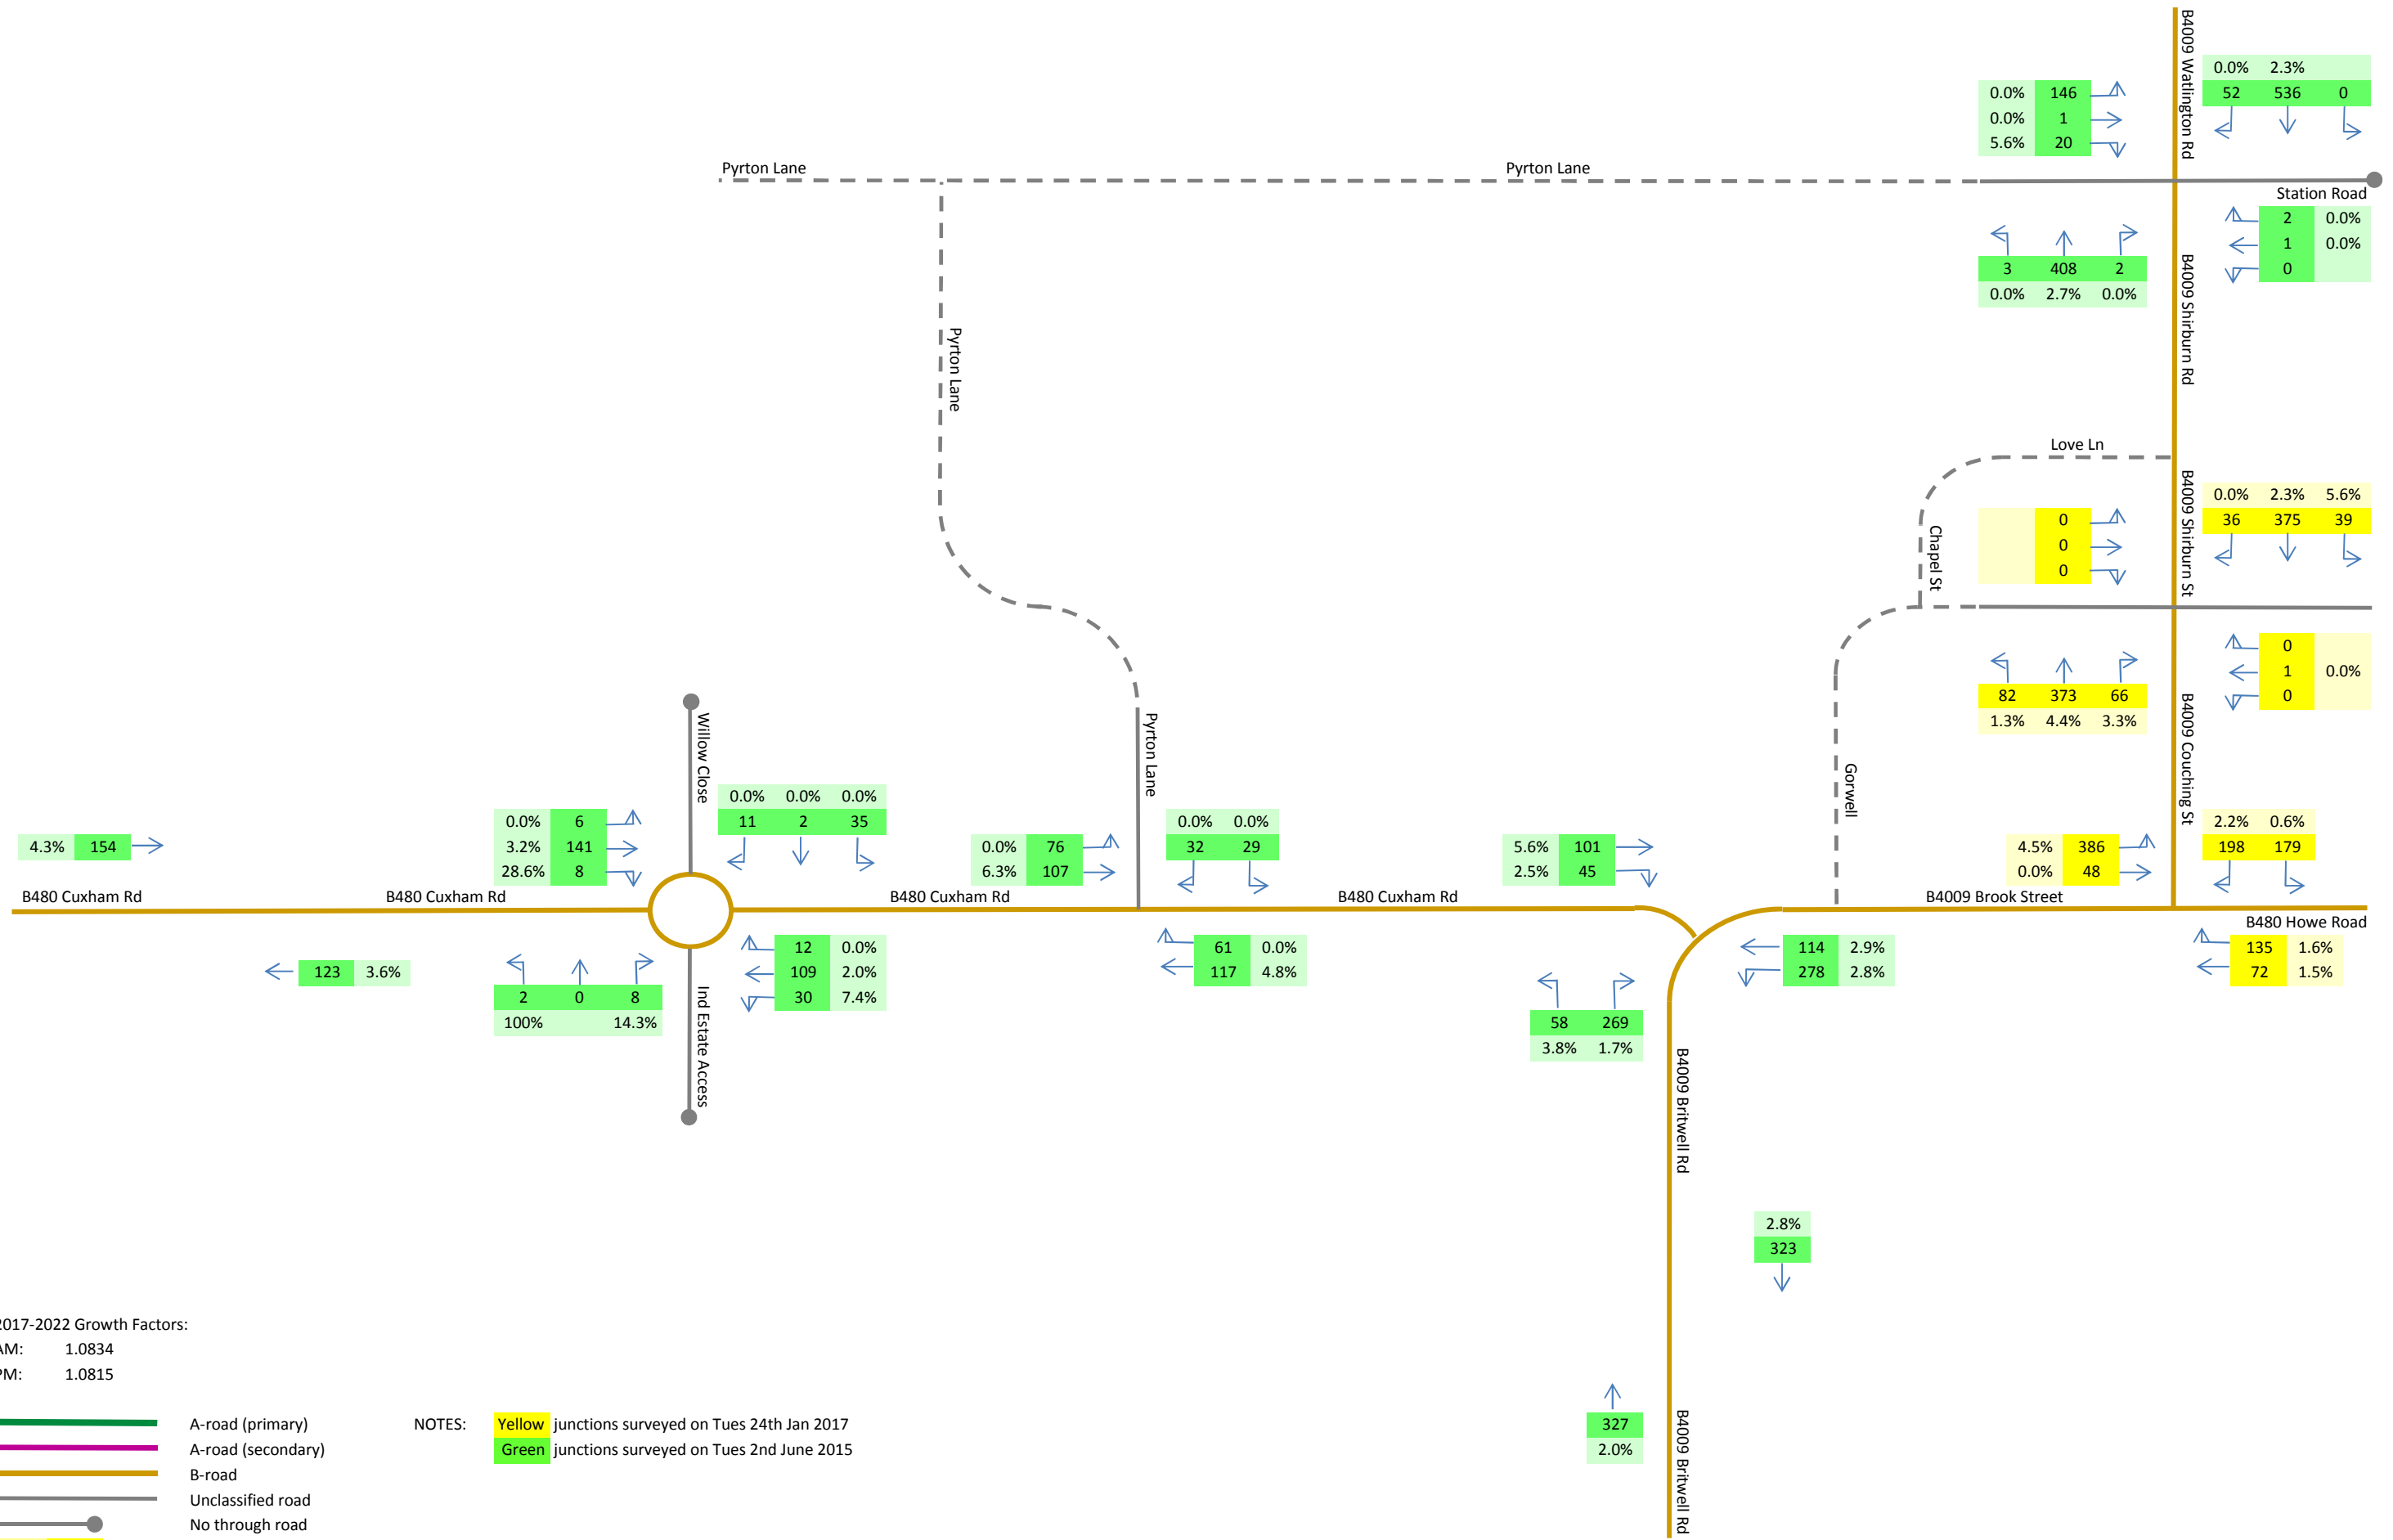 B4009 Watlington Rd
0.0% 2.3%
52 536 0
0.0% 146
0.0% 1
5.6% 20
Pyrton Lane
Pyrton Lane
Station Road
2 0.0%
1 0.0%
0
3 408 2
0.0% 2.7% 0.0%
B4009 Shirburn Rd
Pyrton Lane
Love Ln
B4009 Shirburn St
0.0% 2.3% 5.6%
36 375 39
0
0
0
Chapel St
0
1 0.0%
0
82 373 66
1.3% 4.4% 3.3%
B4009 Couching St
Willow Close
Pyrton Lane
Gorwell
0.0% 0.0% 0.0%
11 2 35
4.3% 154
0.0% 6
3.2% 141
28.6% 8
0.0% 76
6.3% 107
0.0% 0.0%
32 29
5.6% 101
2.5% 45
4.5% 386
0.0% 48
2.2% 0.6%
198 179
B480 Cuxham Rd
B480 Cuxham Rd
B480 Cuxham Rd
B480 Cuxham Rd
B4009 Brook Street
B480 Howe Road
123 3.6%
2 0 8
100% 14.3%
Ind Estate Access
12 0.0%
109 2.0%
30 7.4%
61 0.0%
117 4.8%
58 269
3.8% 1.7%
114 2.9%
278 2.8%
135 1.6%
72 1.5%
B4009 Britwell Rd
2.8%
323
327
2.0%
B4009 Britwell Rd
2017-2022 Growth Factors:
AM: 1.0834
PM: 1.0815
A-road (primary)
A-road (secondary)
B-road
Unclassified road
No through road
NOTES: Yellow junctions surveyed on Tues 24th Jan 2017
Green junctions surveyed on Tues 2nd June 2015